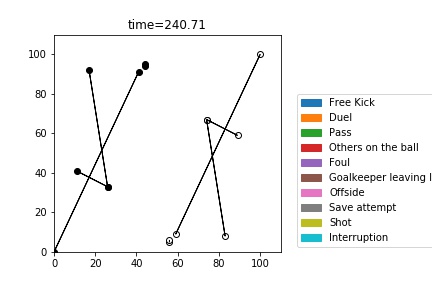 time=240.71
100
80
60
40
20
0
0 20 40 60 80 100
Free Kick
Duel
Pass
Others on the ball
Foul
Goalkeeper leaving l
Offside
Save attempt
Shot
Interruption